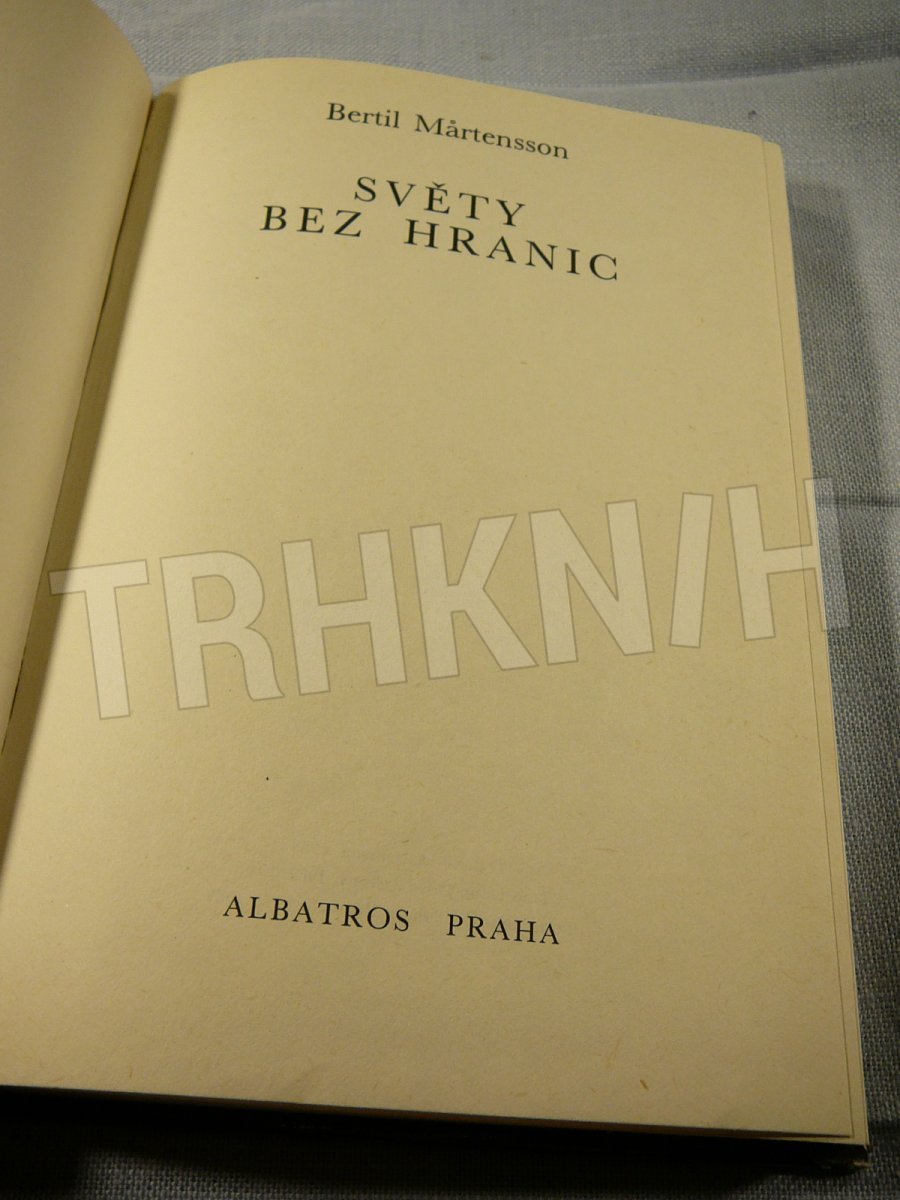 Bertil Mårtensson
SVĚTY
BEZ HRANIC
TRHKNIH
ALBATROS PRAHA